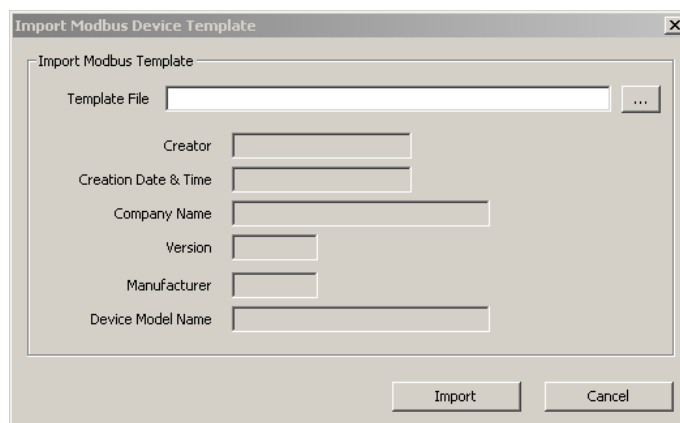 Import Modbus Device Template
Import Modbus Template
Template File
...
Creator
Creation Date & Time
Company Name
Version
Manufacturer
Device Model Name
Import Cancel